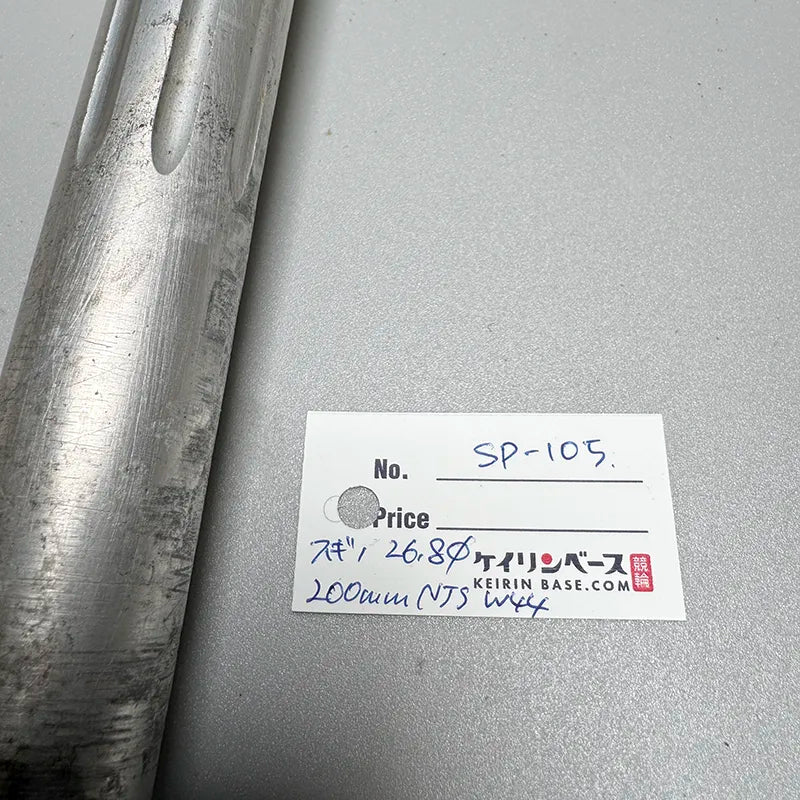 No. SP-105.
Price
スギノ 26.8φ
ケイリンベース 競輪
KEIRIN BASE.COM
200mm NJS W44